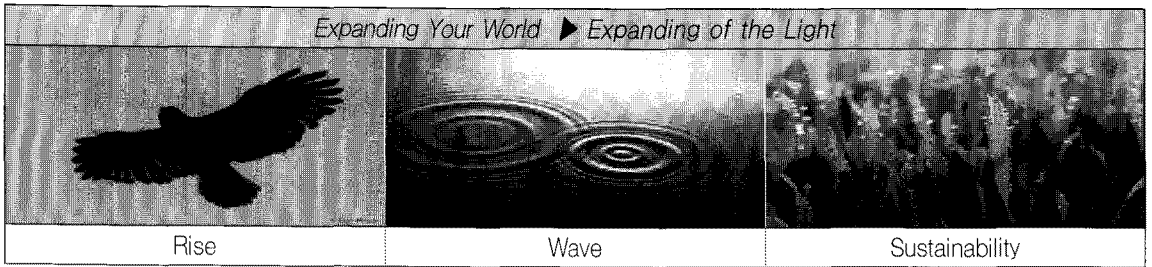 Expanding Your World ▶ Expanding of the Light
Rise
Wave
Sustainability